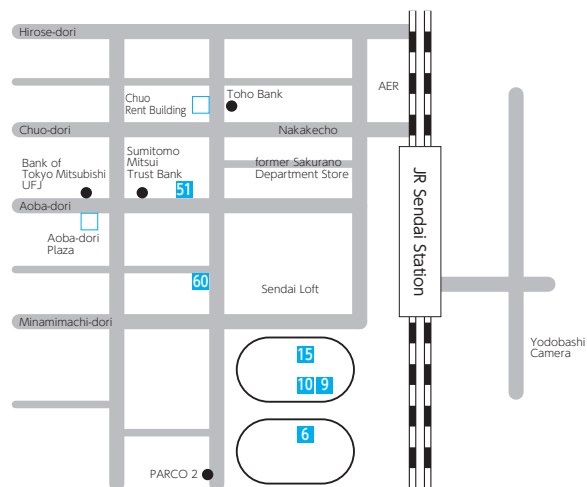 Hirose-dori
AER
Chuo
Rent Building
Toho Bank
Chuo-dori
Nakakecho
Bank of
Tokyo Mitsubishi
UFJ
Sumitomo
Mitsui
Trust Bank
51
former Sakurano
Department Store
JR Sendai Station
Aoba-dori
Aoba-dori
Plaza
60
Sendai Loft
Minamimachi-dori
Yodobashi
Camera
15
10 9
6
PARCO 2